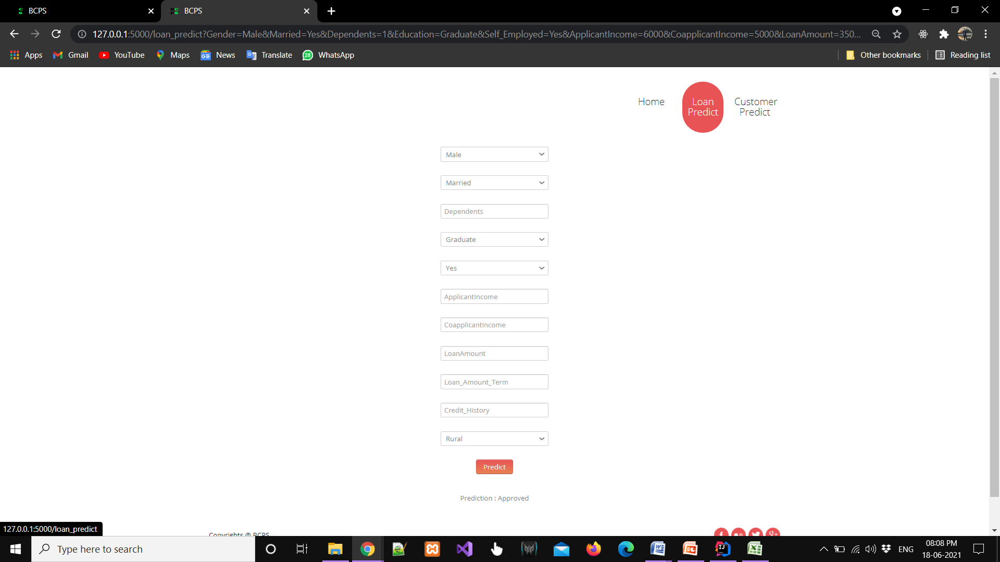 BCPS
BCPS
127.0.0.1:5000/loan_predict?Gender=Male&Married=Yes&Dependents=1&Education=Graduate&Self_Employed=Yes&ApplicantIncome=6000&CoapplicantIncome=5000&LoanAmount=350...
Apps Gmail YouTube Maps News Translate 28 WhatsApp Other bookmarks Reading list
Home
Loan
Predict
Customer
Predict
Male
Married
Dependents
Graduate
Yes
ApplicantIncome
CoapplicantIncome
LoanAmount
Loan_Amount_Term
Credit_History
Rural
Predict
Prediction : Approved
127.0.0.1:5000/loan_predict
Copyrights @ BCPS
Type here to search
ENG
08:08 PM
18-06-2021